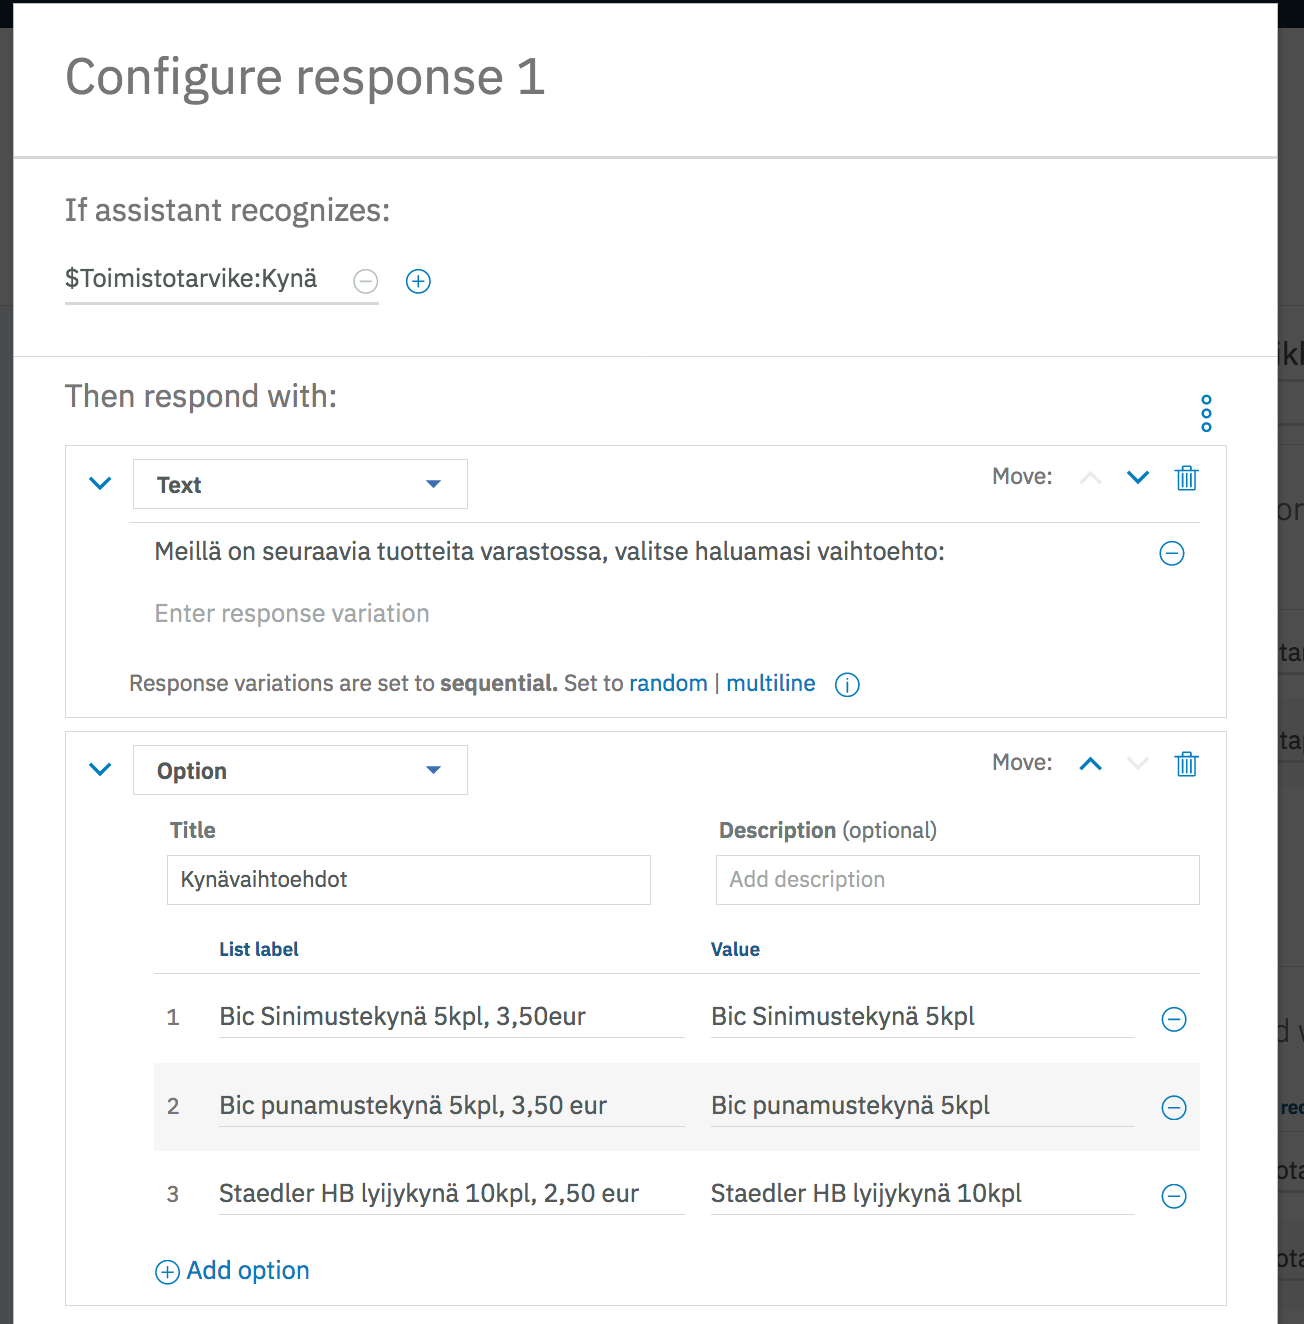 Configure response 1
If assistant recognizes:
$Toimistotarvike:Kynä
Then respond with:
Text
Move:
Meillä on seuraavia tuotteita varastossa, valitse haluamasi vaihtoehto:
Enter response variation
Response variations are set to sequential. Set to random | multiline
Option
Move:
Title
Description (optional)
Kynävaihtoehdot
Add description
List label
Value
1 Bic Sinimustekynä 5kpl, 3,50eur Bic Sinimustekynä 5kpl
2 Bic punamustekynä 5kpl, 3,50 eur Bic punamustekynä 5kpl
3 Staedler HB lyijykynä 10kpl, 2,50 eur Staedler HB lyijykynä 10kpl
Add option